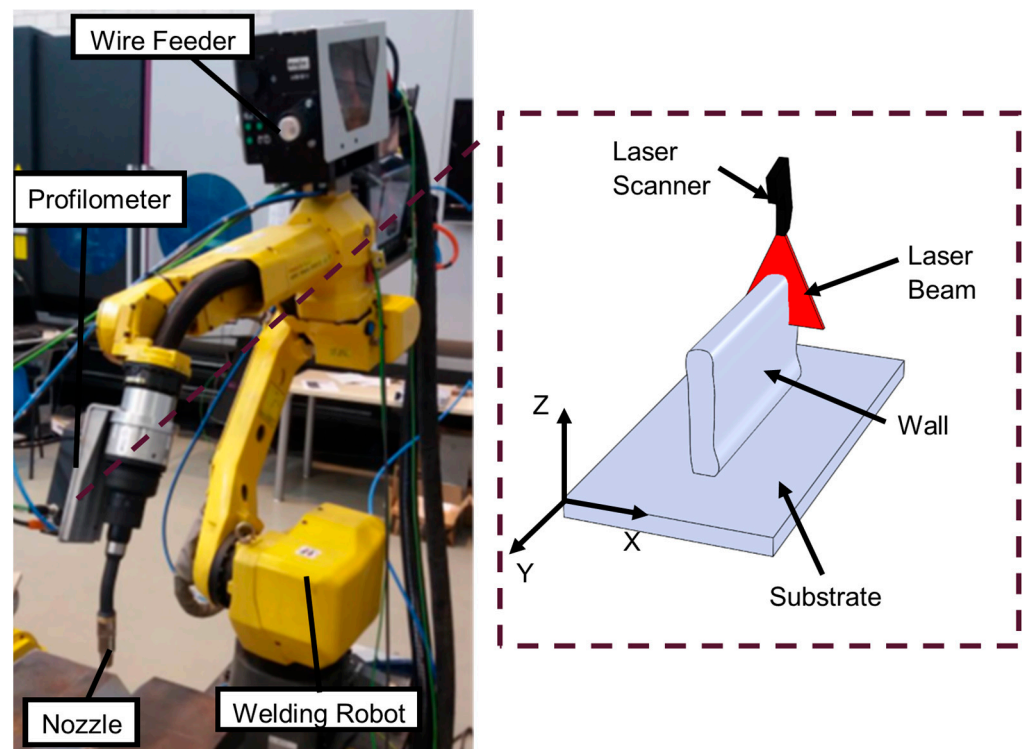 Wire Feeder
Profilometer
Nozzle
Welding Robot
Laser
Scanner
Laser
Beam
Wall
Substrate
Z
X
Y